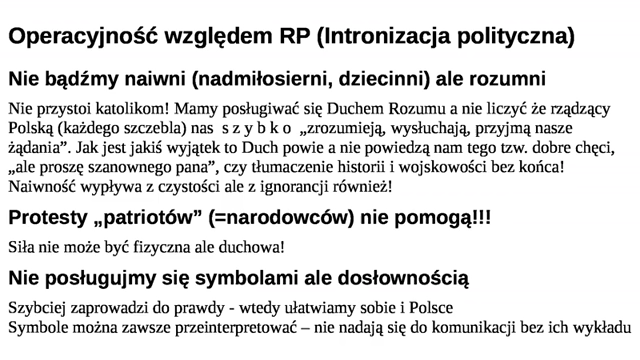 Operacyjność względem RP (Intronizacja polityczna)
Nie bądźmy naiwni (nadmiłosierni, dziecinni) ale rozumni
Nie przystoi katolikom! Mamy posługiwać się Duchem Rozumu a nie liczyć że rządzący
Polską (każdego szczebla) nas s z y b k o „zrozumieją, wysłuchają, przyjmą nasze
żądania”. Jak jest jakiś wyjątek to Duch powie a nie powiedzą nam tego tzw. dobre chęci,
„ale proszę szanownego pana”, czy tłumaczenie historii i wojskowości bez końca!
Naiwność wypływa z czystości ale z ignorancji również!
Protesty „patriotów” (=narodowców) nie pomogą!!!
Siła nie może być fizyczna ale duchowa!
Nie posługujmy się symbolami ale dosłownością
Szybciej zaprowadzi do prawdy - wtedy ułatwiamy sobie i Polsce
Symbole można zawsze przeinterpretować – nie nadają się do komunikacji bez ich wykładu